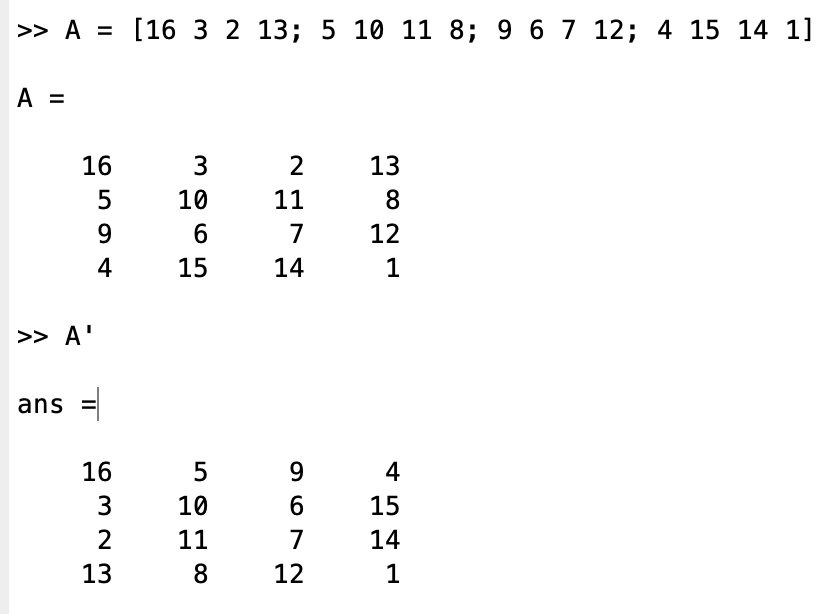 >> A = [16 3 2 13; 5 10 11 8; 9 6 7 12; 4 15 14 1]
A =
16 3 2 13
5 10 11 8
9 6 7 12
4 15 14 1
>> A'
ans =
16 5 9 4
3 10 6 15
2 11 7 14
13 8 12 1